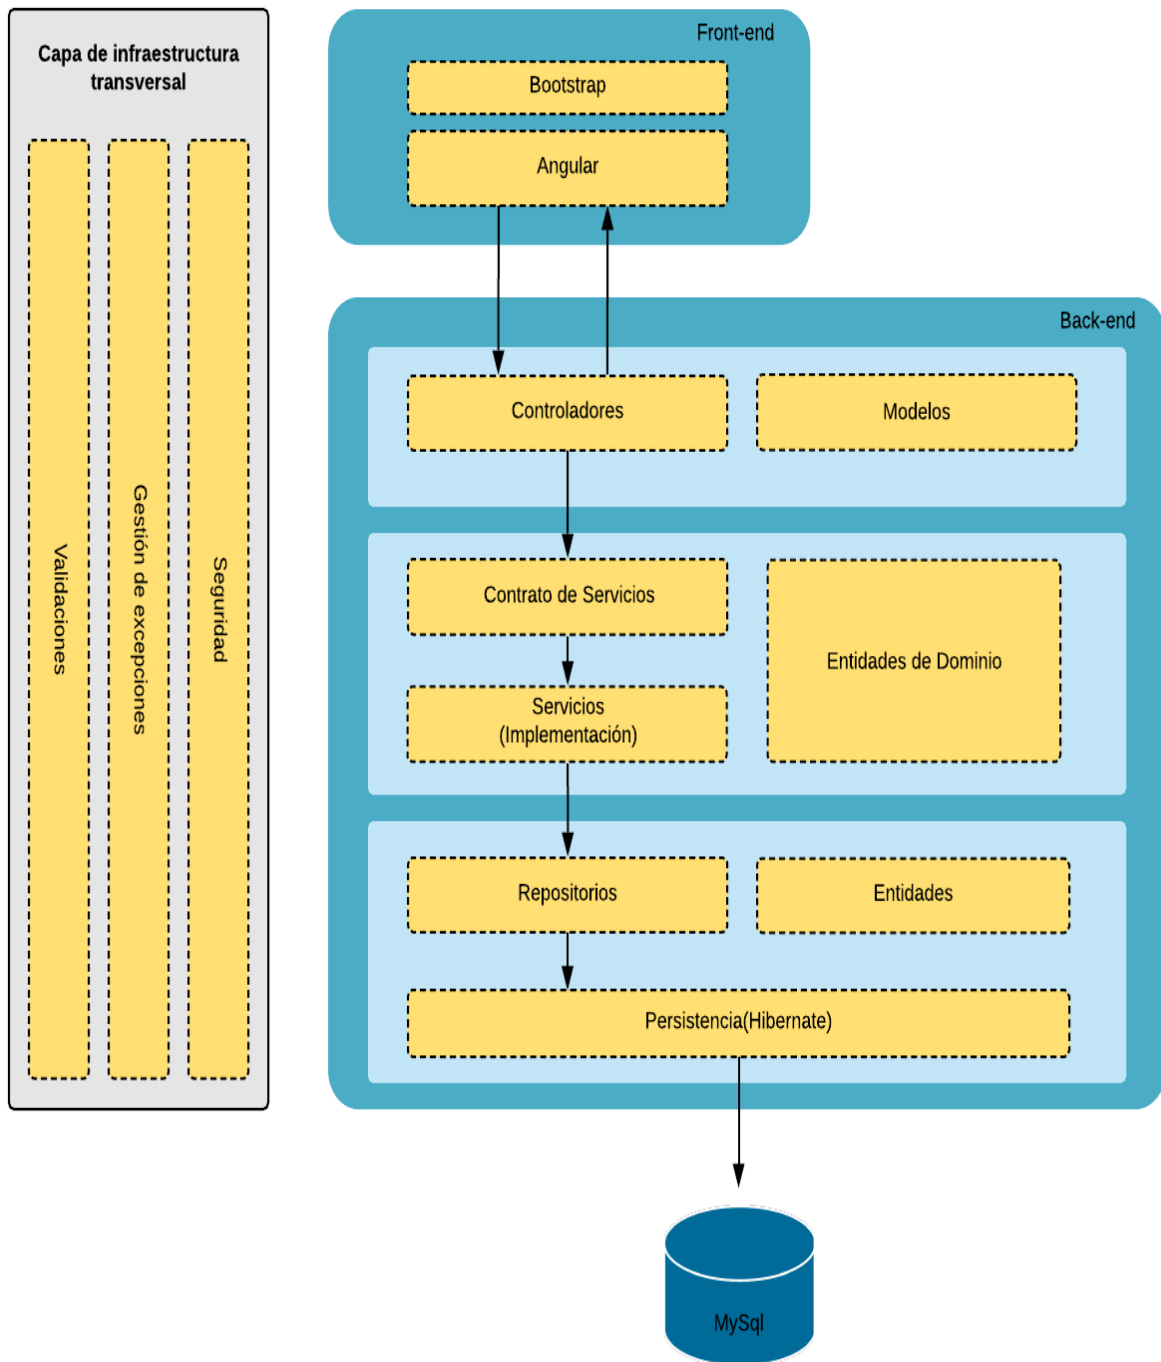 Capa de infraestructura
transversal
Validaciones
Gestión de excepciones
Seguridad
Front-end
Bootstrap
Angular
Back-end
Controladores
Modelos
Contrato de Servicios
Servicios
(Implementación)
Entidades de Dominio
Repositorios
Entidades
Persistencia(Hibernate)
MySql